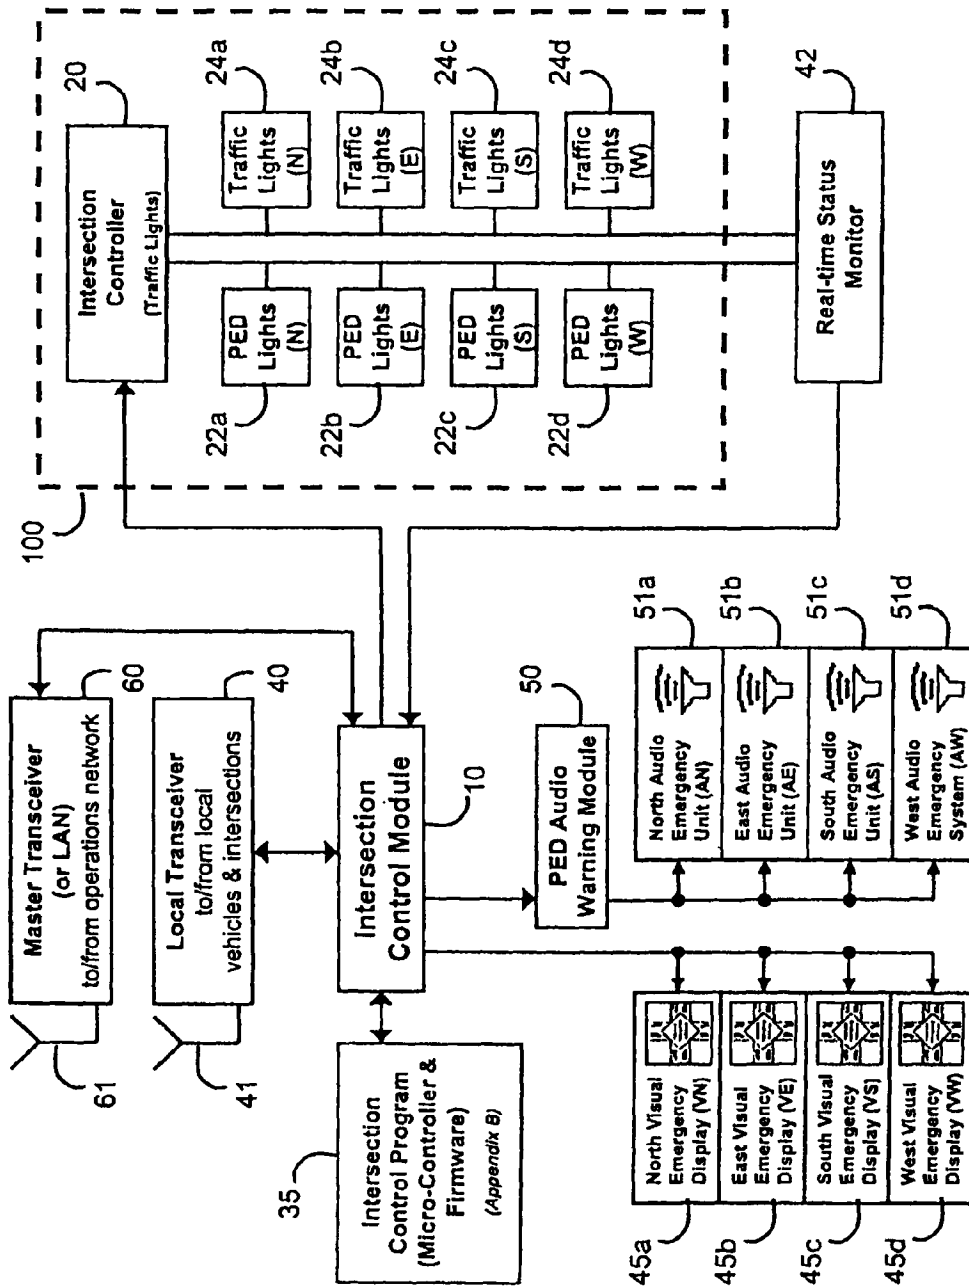 61
Master Transceiver
(or LAN)
to/from operations network
60
41
Local Transceiver
to/from local
vehicles & intersections
40
100
20
Intersection
Controller
(Traffic Lights)
22a
PED
Lights
(N)
Traffic
Lights
(N)
24a
22b
PED
Lights
(E)
Traffic
Lights
(E)
24b
22c
PED
Lights
(S)
Traffic
Lights
(S)
24c
22d
PED
Lights
(W)
Traffic
Lights
(W)
24d
35
Intersection
Control Program
(Micro-Controller &
Firmware)
(Appendix B)
Intersection
Control Module
10
Real-time Status
Monitor
42
PED Audio
Warning Module
50
45a
North Visual
Emergency
Display (VN)
45b
East Visual
Emergency
Display (VE)
45c
South Visual
Emergency
Display (VS)
45d
West Visual
Emergency
Display (VW)
North Audio
Emergency
Unit (AN)
51a
East Audio
Emergency
Unit (AE)
51b
South Audio
Emergency
Unit (AS)
51c
West Audio
Emergency
System (AW)
51d